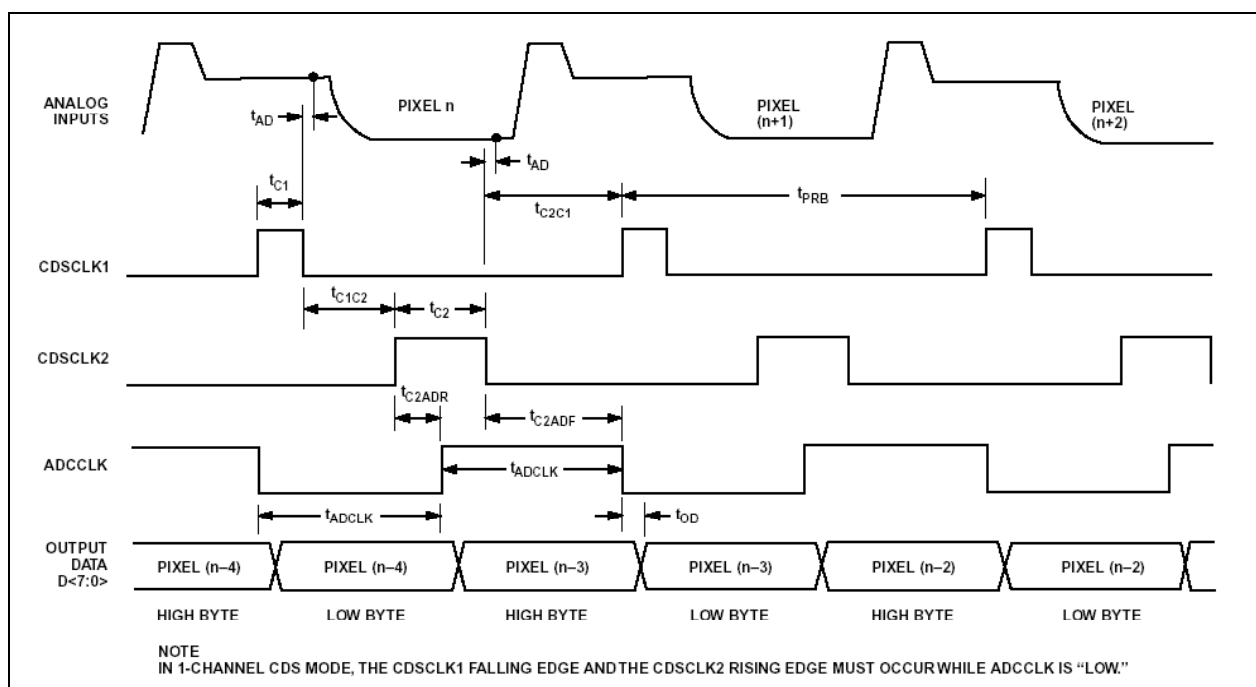 ANALOG
INPUTS
tAD
PIXEL n
PIXEL
(n+1)
PIXEL
(n+2)
tAD
tC1
tC2C1
tPRB
CDSCLK1
tC1C2
tC2
CDSCLK2
tC2ADR
tC2ADF
ADCCLK
tADCLK
tADCLK
tOD
OUTPUT
DATA
D<7:0>
PIXEL (n–4)
PIXEL (n–4)
PIXEL (n–3)
PIXEL (n–3)
PIXEL (n–2)
PIXEL (n–2)
HIGH BYTE
LOW BYTE
HIGH BYTE
LOW BYTE
HIGH BYTE
LOW BYTE
NOTE
IN 1-CHANNEL CDS MODE, THE CDSCLK1 FALLING EDGE AND THE CDSCLK2 RISING EDGE MUST OCCUR WHILE ADCCLK IS “LOW.”